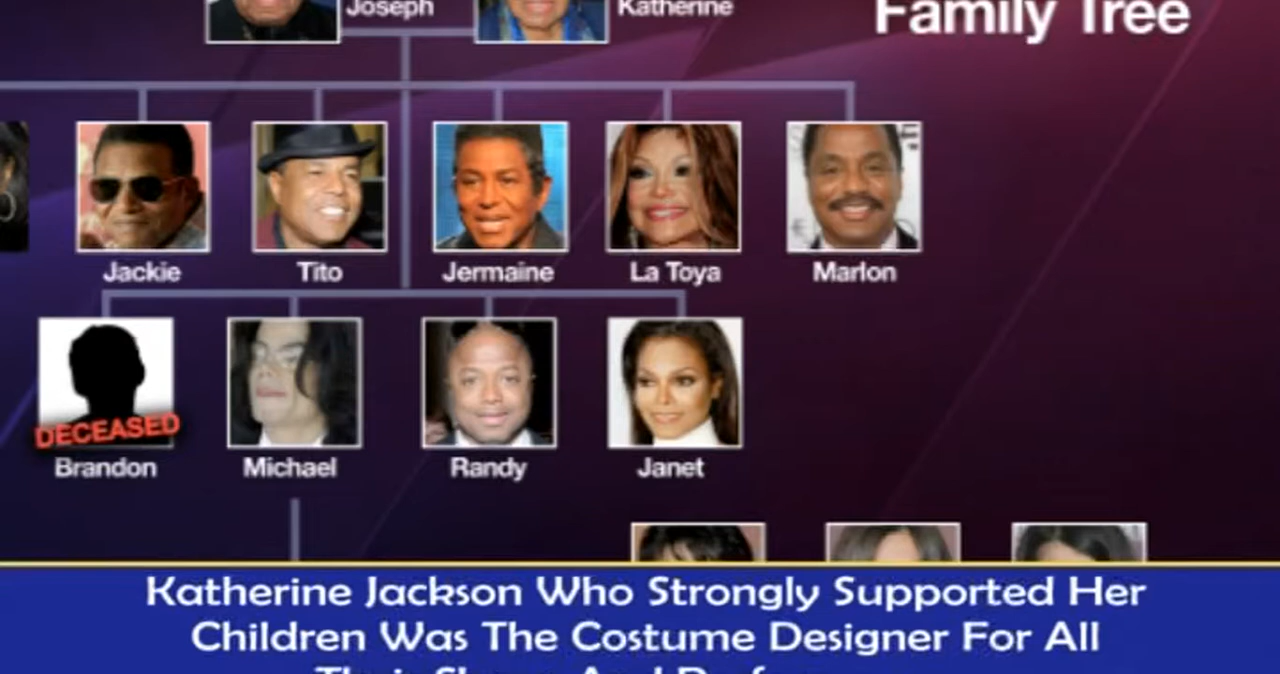 Joseph
Katherine
Family Tree
Jackie
Tito
Jermaine
La Toya
Marlon
DECEASED
Brandon
Michael
Randy
Janet
Katherine Jackson Who Strongly Supported Her
Children Was The Costume Designer For All